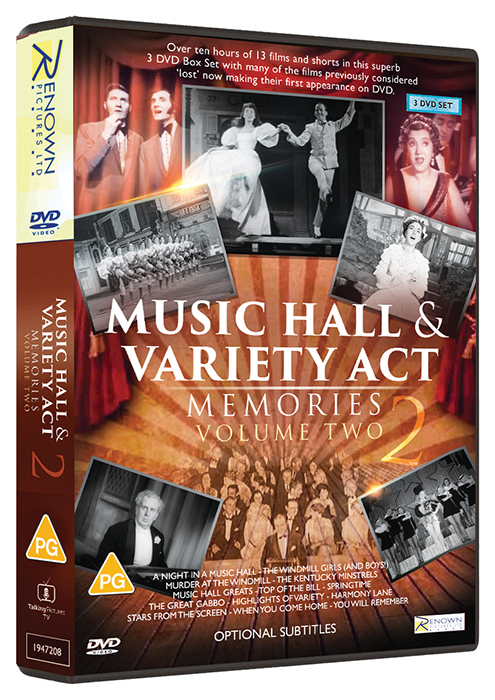 Over ten hours of 13 films and shorts in this superb
3 DVD Box Set with many of the films previously considered
'lost' now making their first appearance on DVD.
3 DVD SET
MUSIC HALL &
VARIETY ACT
MEMORIES
VOLUME TWO
2
PG
A NIGHT IN A MUSIC HALL - THE WINDMILL GIRLS (AND BOYS!)
MURDER AT THE WINDMILL - THE KENTUCKY MINSTRELS
MUSIC HALL GREATS - TOP OF THE BILL - SPRINGTIME
THE GREAT GABBO - HIGHLIGHTS OF VARIETY - HARMONY LANE
STARS FROM THE SCREEN - WHEN YOU COME HOME - YOU WILL REMEMBER
DVD
OPTIONAL SUBTITLES
RENOWN
RENOWN
PICTURES LTD
DVD
VIDEO
MUSIC HALL &
VARIETY ACT
MEMORIES
VOLUME TWO
2
PG
TalkingPictures
TV
1947208